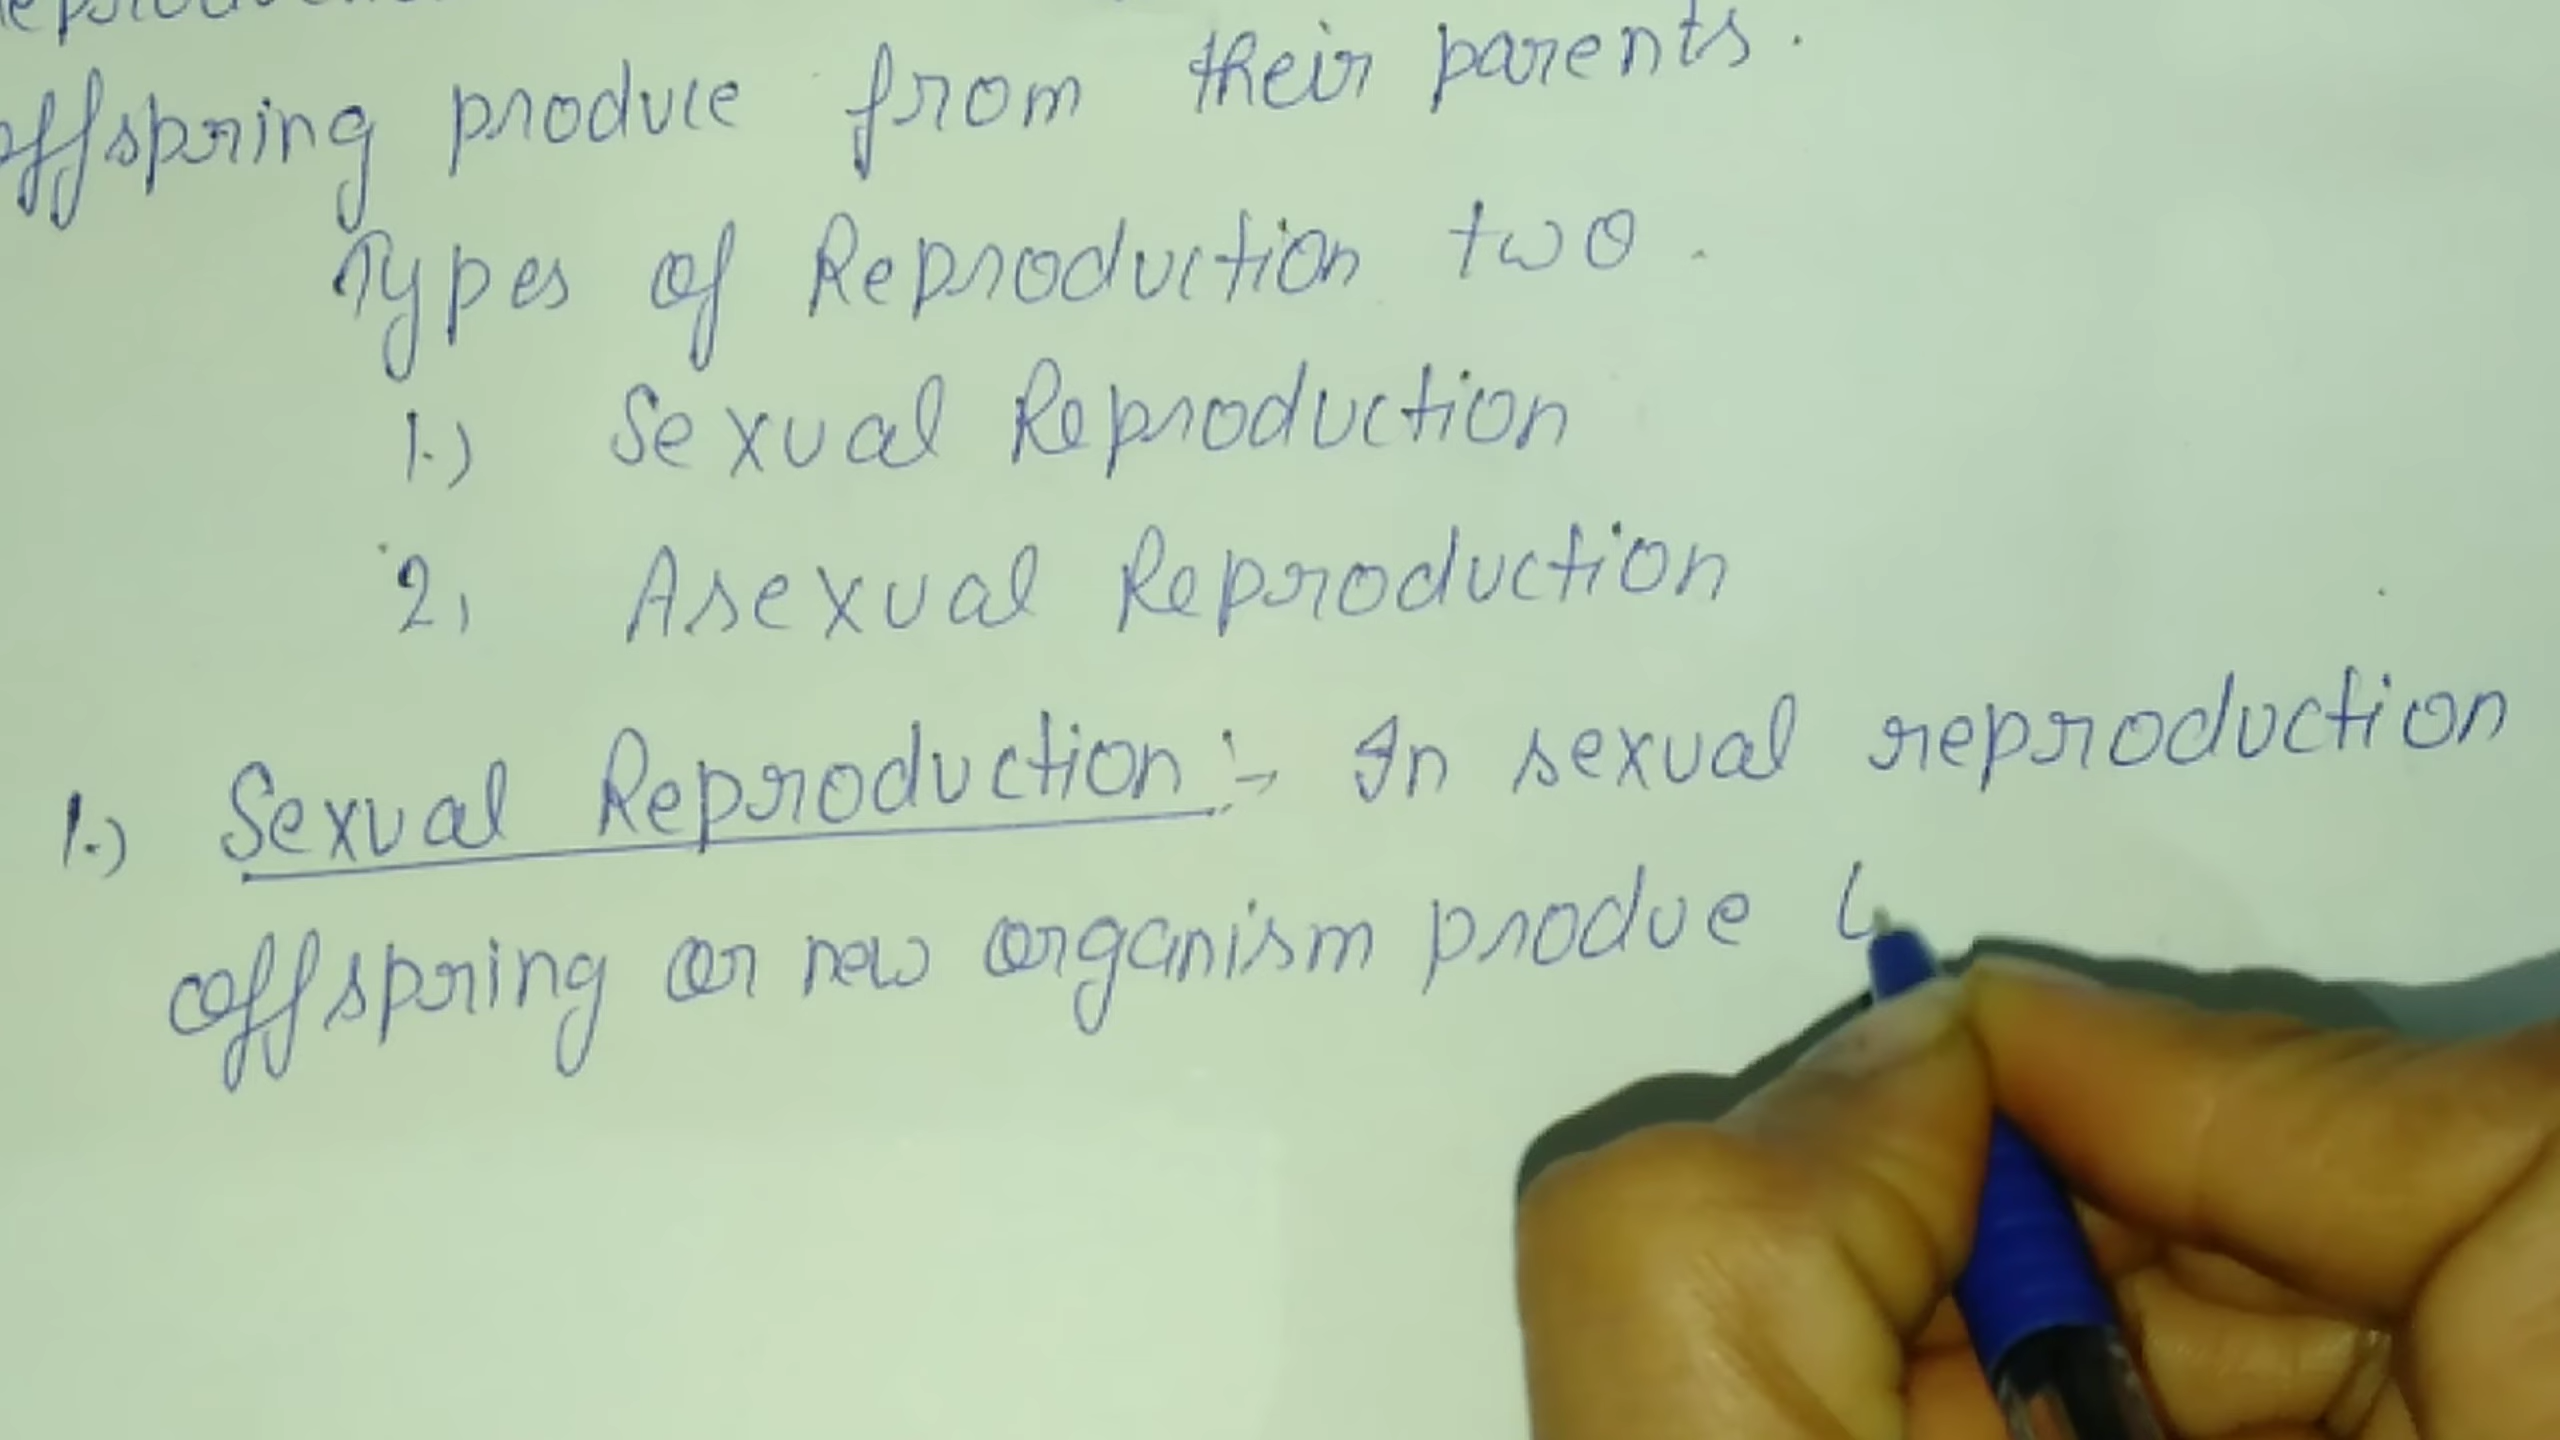 offspring produce from their parents.
Types of Reproduction two.
1.) Sexual Reproduction
2, Asexual Reproduction
1.) Sexual Reproduction :- In sexual reproduction
offspring or new organism produe